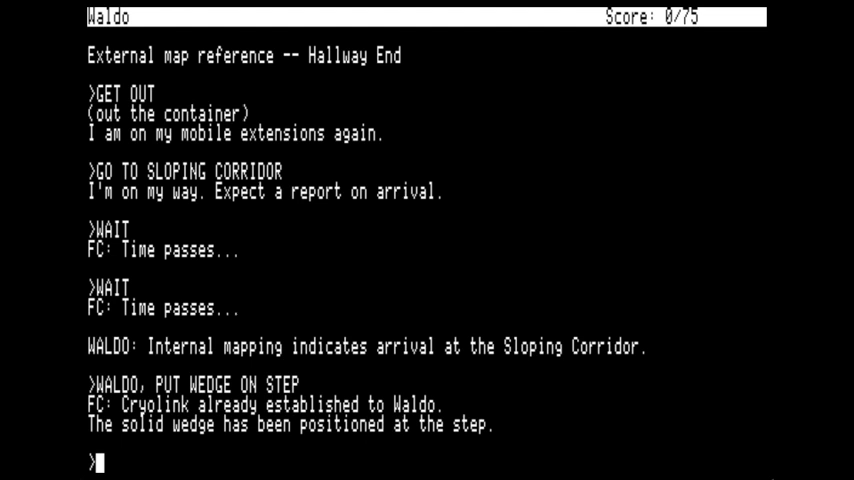 Waldo Score: 0/75
External map reference -- Hallway End
>GET OUT
(out the container)
I am on my mobile extensions again.
>GO TO SLOPING CORRIDOR
I'm on my way. Expect a report on arrival.
>WAIT
FC: Time passes...
>WAIT
FC: Time passes...
WALDO: Internal mapping indicates arrival at the Sloping Corridor.
>WALDO, PUT WEDGE ON STEP
FC: Cryolink already established to Waldo.
The solid wedge has been positioned at the step.
>